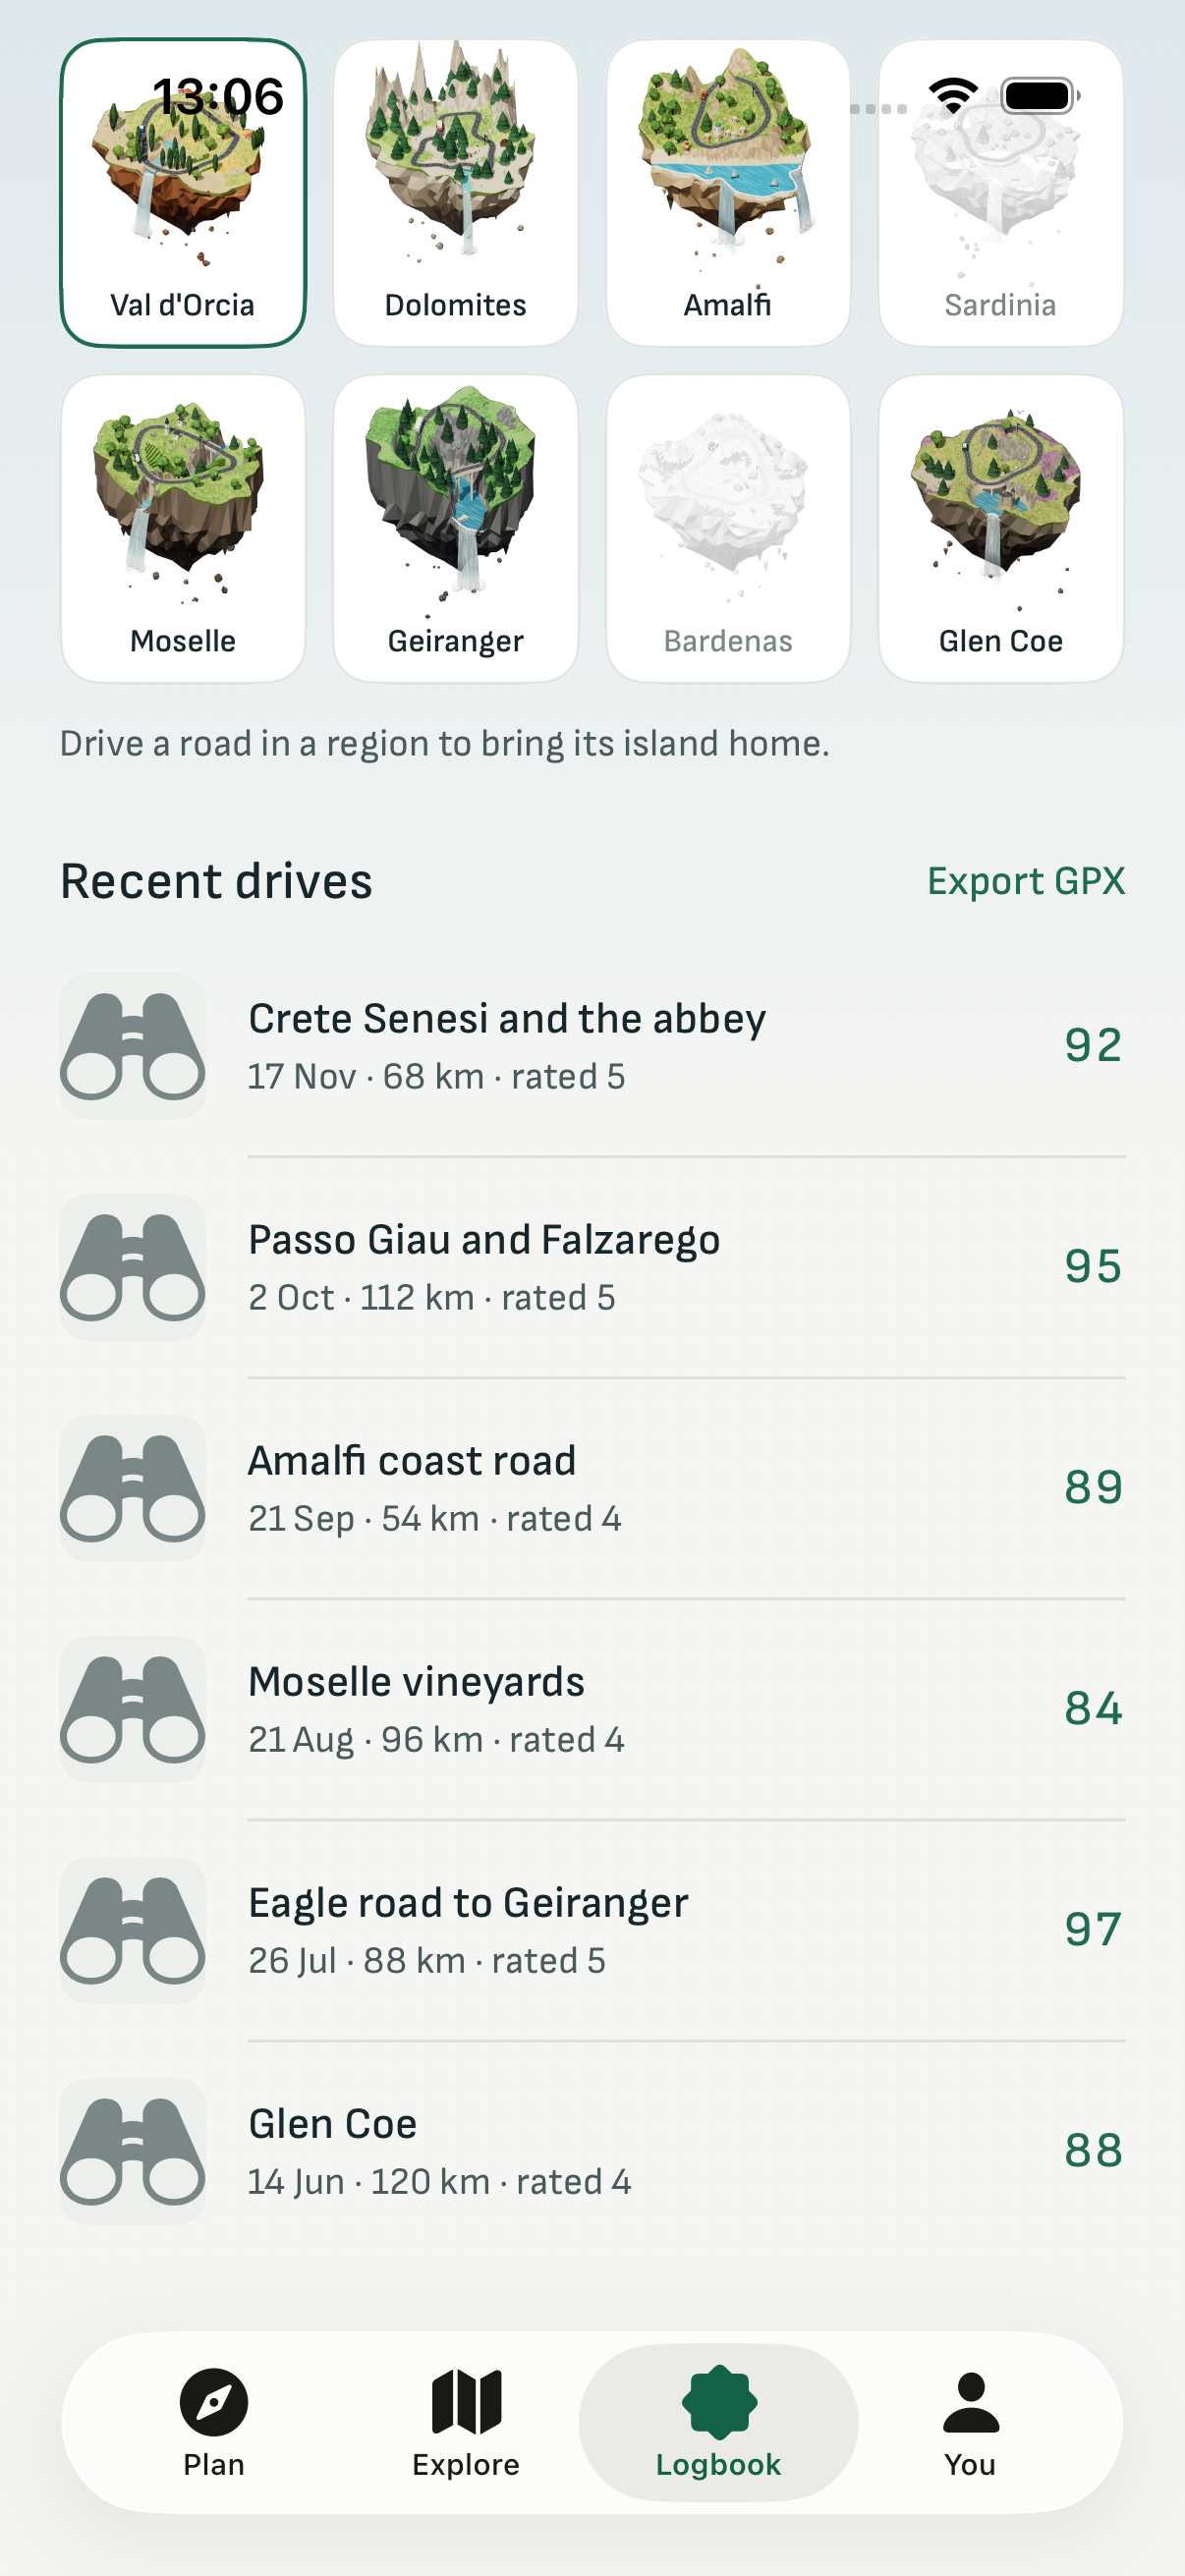 13:06
Val d'Orcia
Dolomites
Amalfi
Sardinia
Moselle
Geiranger
Bardenas
Glen Coe
Drive a road in a region to bring its island home.
Recent drives
Export GPX
Crete Senesi and the abbey
17 Nov · 68 km · rated 5
92
Passo Giau and Falzarego
2 Oct · 112 km · rated 5
95
Amalfi coast road
21 Sep · 54 km · rated 4
89
Moselle vineyards
21 Aug · 96 km · rated 4
84
Eagle road to Geiranger
26 Jul · 88 km · rated 5
97
Glen Coe
14 Jun · 120 km · rated 4
88
Plan
Explore
Logbook
You